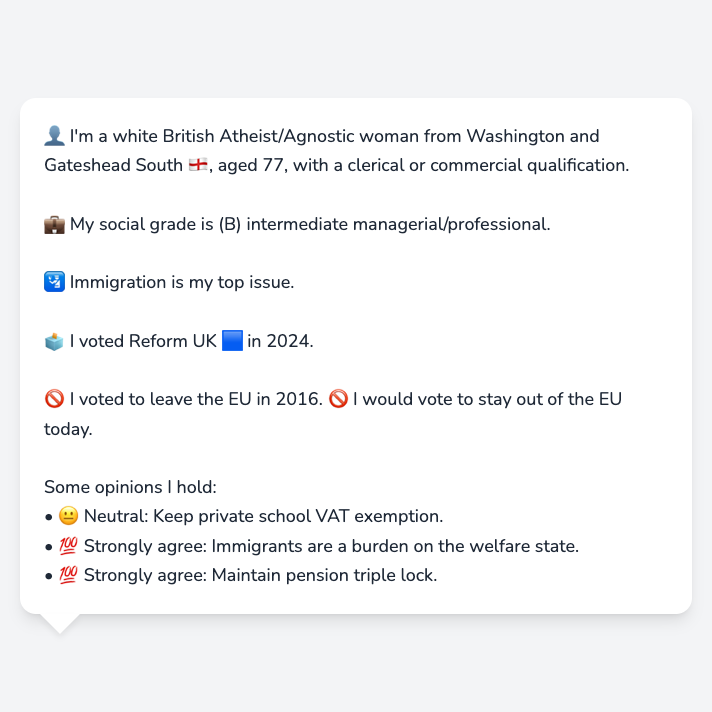 👤 I'm a white British Atheist/Agnostic woman from Washington and
Gateshead South 🏴󠁧󠁢󠁥󠁮󠁧󠁿, aged 77, with a clerical or commercial qualification.
💼 My social grade is (B) intermediate managerial/professional.
🛂 Immigration is my top issue.
🗳️ I voted Reform UK 🟦 in 2024.
🚫 I voted to leave the EU in 2016. 🚫 I would vote to stay out of the EU
today.
Some opinions I hold:
• 😐 Neutral: Keep private school VAT exemption.
• 💯 Strongly agree: Immigrants are a burden on the welfare state.
• 💯 Strongly agree: Maintain pension triple lock.